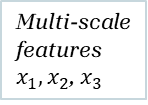 Multi-scale
features
x₁, x₂, x₃